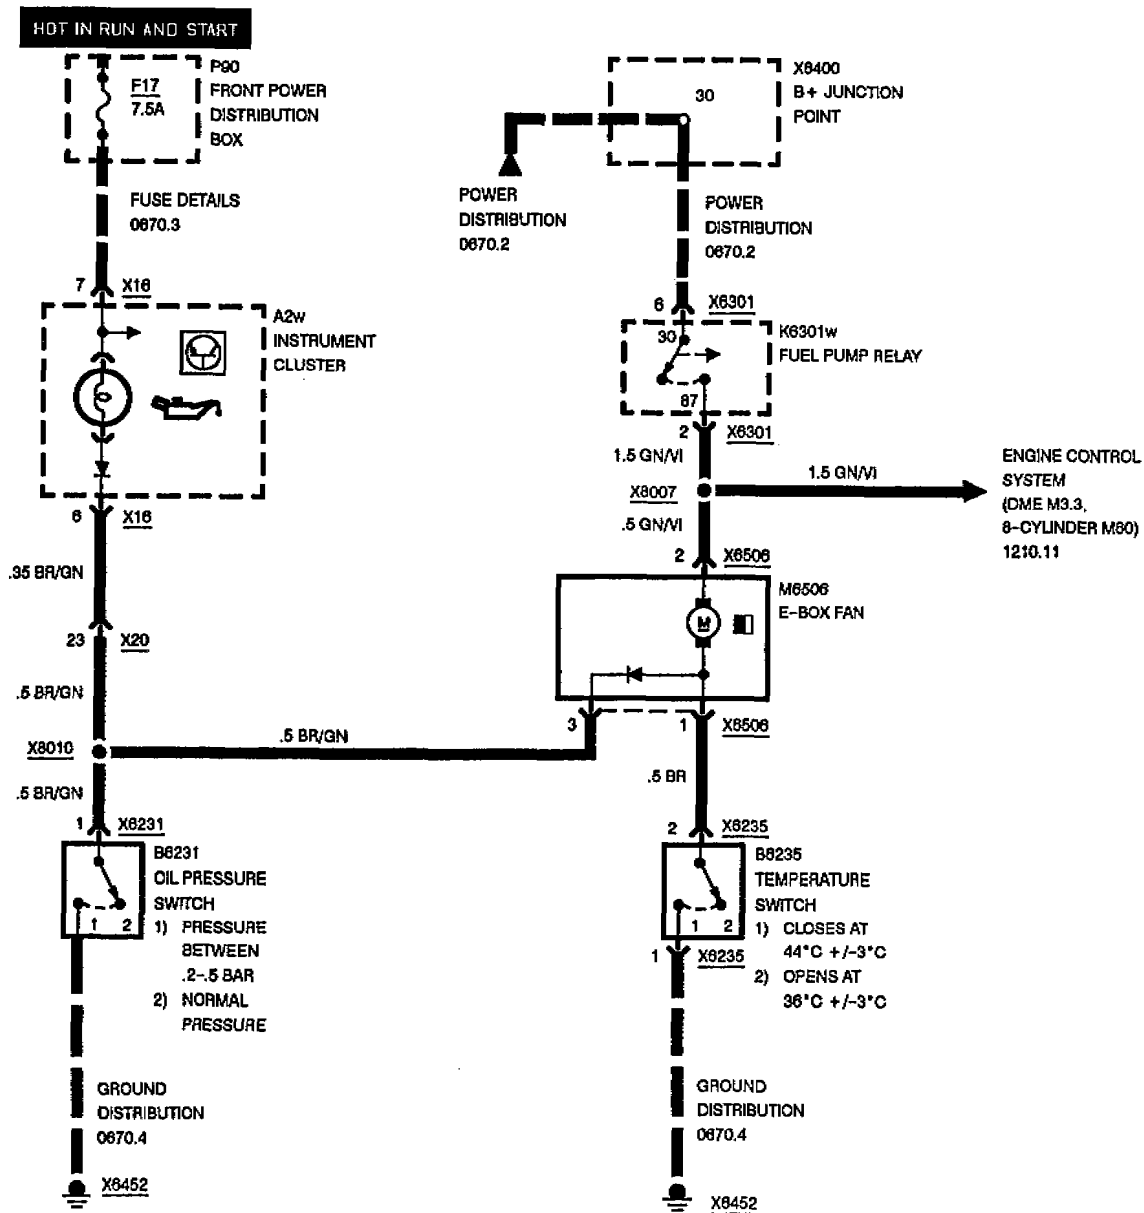 HOT IN RUN AND START
P90
FRONT POWER
DISTRIBUTION
BOX
F17
7.5A
FUSE DETAILS
0670.3
7
X16
A2w
INSTRUMENT
CLUSTER
6
X16
.35 BR/GN
23
X20
.5 BR/GN
X8010
.5 BR/GN
.5 BR/GN
1
X6231
B6231
OIL PRESSURE
SWITCH
1) PRESSURE
BETWEEN
.2-.5 BAR
2) NORMAL
PRESSURE
1 2
GROUND
DISTRIBUTION
0670.4
X6452
X6400
B+ JUNCTION
POINT
30
POWER
DISTRIBUTION
0670.2
POWER
DISTRIBUTION
0670.2
6
X6301
K6301w
FUEL PUMP RELAY
30
87
2
X6301
1.5 GN/VI
X8007
1.5 GN/VI
ENGINE CONTROL
SYSTEM
(DME M3.3,
8-CYLINDER M60)
1210.11
.5 GN/VI
2
X6506
M6506
E-BOX FAN
M
3
1
X6506
.5 BR
2
X6235
B6235
TEMPERATURE
SWITCH
1) CLOSES AT
44°C +/-3°C
2) OPENS AT
36°C +/-3°C
1 2
1
X6235
GROUND
DISTRIBUTION
0670.4
X6452